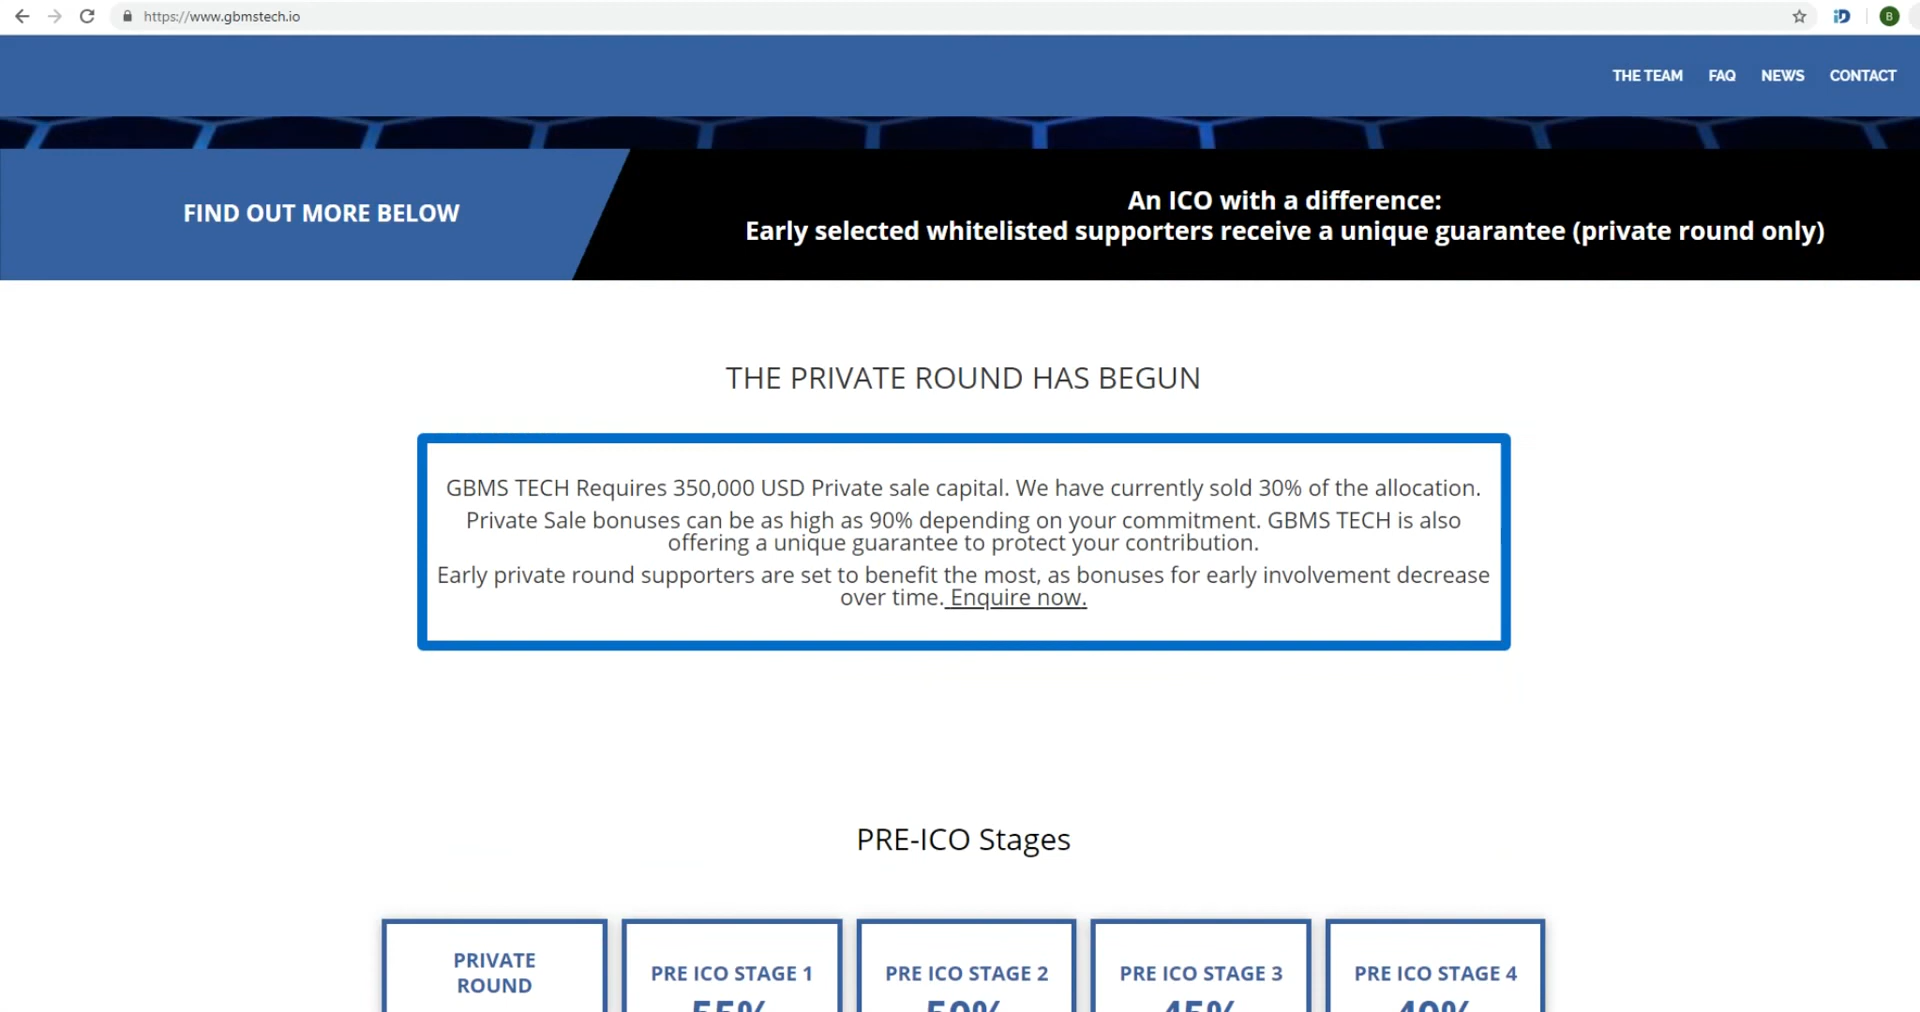 https://www.gbmstech.io
B
THE TEAM FAQ NEWS CONTACT
FIND OUT MORE BELOW
An ICO with a difference:
Early selected whitelisted supporters receive a unique guarantee (private round only)
THE PRIVATE ROUND HAS BEGUN
GBMS TECH Requires 350,000 USD Private sale capital. We have currently sold 30% of the allocation.
Private Sale bonuses can be as high as 90% depending on your commitment. GBMS TECH is also
offering a unique guarantee to protect your contribution.
Early private round supporters are set to benefit the most, as bonuses for early involvement decrease
over time. Enquire now.
PRE-ICO Stages
PRIVATE
ROUND
PRE ICO STAGE 1
55%
PRE ICO STAGE 2
50%
PRE ICO STAGE 3
45%
PRE ICO STAGE 4
40%